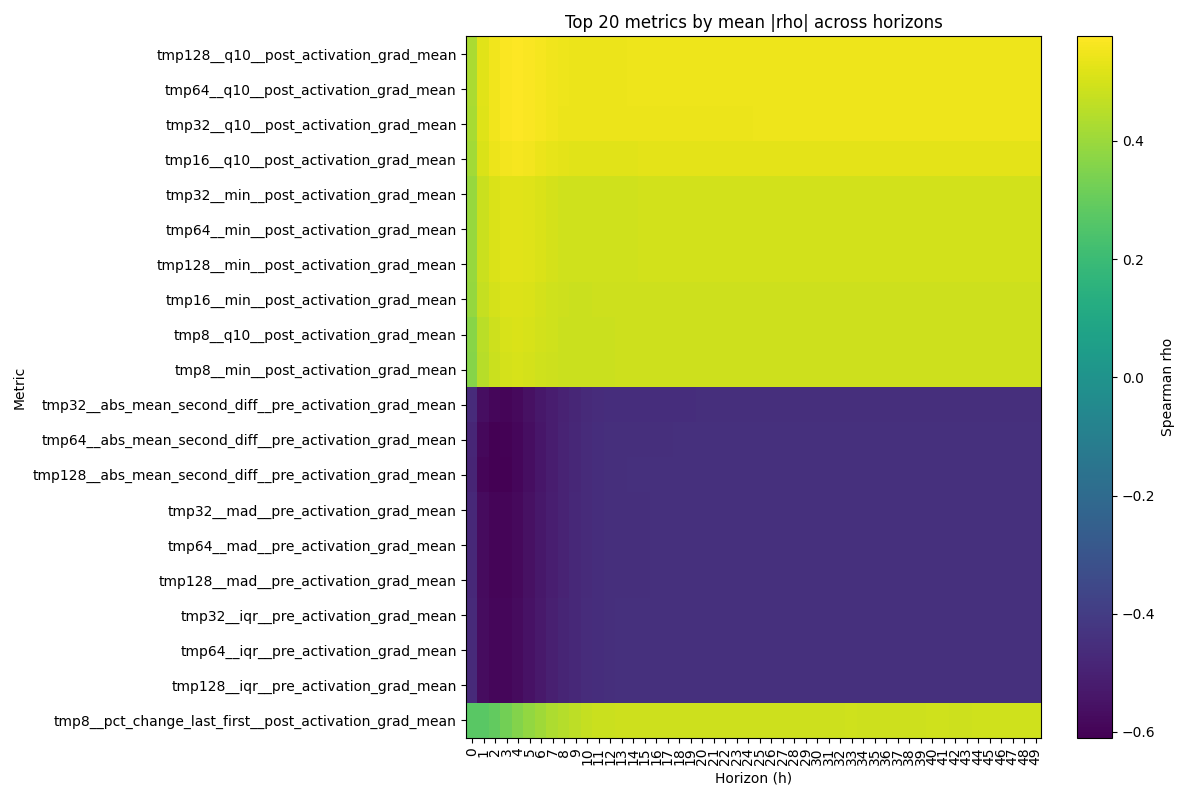 Top 20 metrics by mean |rho| across horizons
Metric
tmp128__q10__post_activation_grad_mean
tmp64__q10__post_activation_grad_mean
tmp32__q10__post_activation_grad_mean
tmp16__q10__post_activation_grad_mean
tmp32__min__post_activation_grad_mean
tmp64__min__post_activation_grad_mean
tmp128__min__post_activation_grad_mean
tmp16__min__post_activation_grad_mean
tmp8__q10__post_activation_grad_mean
tmp8__min__post_activation_grad_mean
tmp32__abs_mean_second_diff__pre_activation_grad_mean
tmp64__abs_mean_second_diff__pre_activation_grad_mean
tmp128__abs_mean_second_diff__pre_activation_grad_mean
tmp32__mad__pre_activation_grad_mean
tmp64__mad__pre_activation_grad_mean
tmp128__mad__pre_activation_grad_mean
tmp32__iqr__pre_activation_grad_mean
tmp64__iqr__pre_activation_grad_mean
tmp128__iqr__pre_activation_grad_mean
tmp8__pct_change_last_first__post_activation_grad_mean
0 1 2 3 4 5 6 7 8 9 10 11 12 13 14 15 16 17 18 19 20 21 22 23 24 25 26 27 28 29 30 31 32 33 34 35 36 37 38 39 40 41 42 43 44 45 46 47 48 49
Horizon (h)
0.4
0.2
0.0
−0.2
−0.4
−0.6
Spearman rho